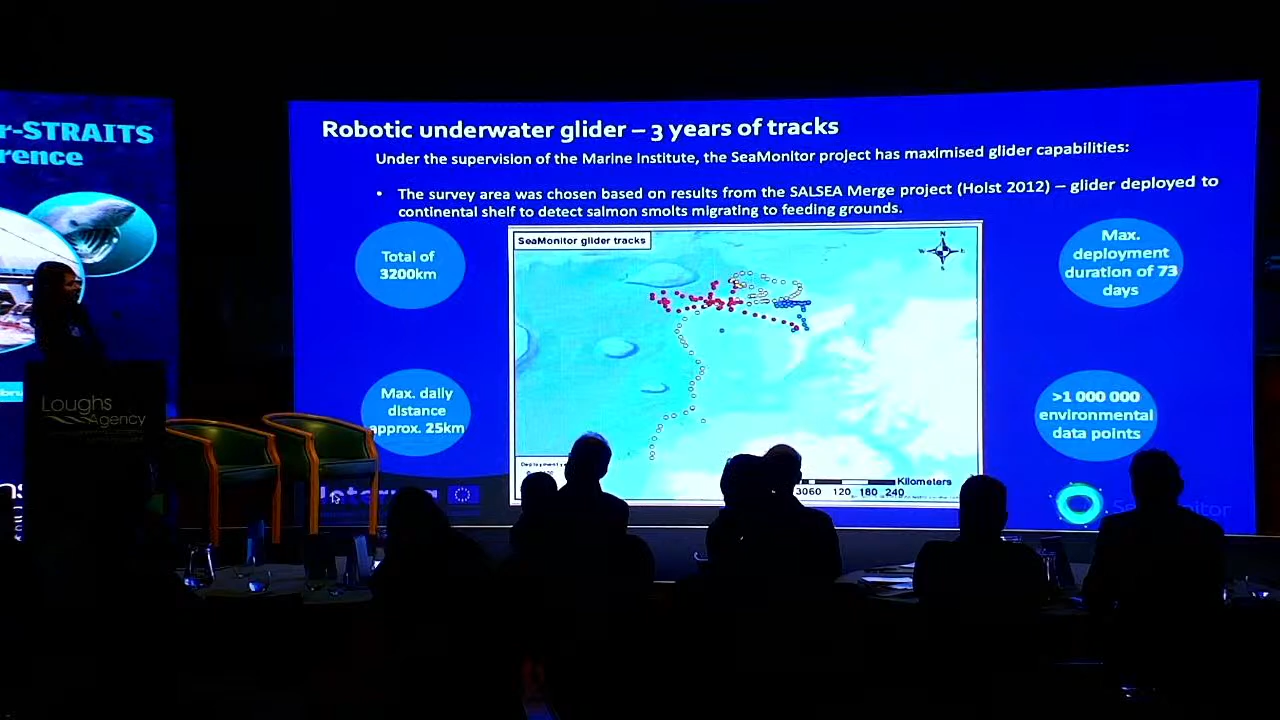 r-STRAITS
rence
Robotic underwater glider – 3 years of tracks
Under the supervision of the Marine Institute, the SeaMonitor project has maximised glider capabilities:
• The survey area was chosen based on results from the SALSEA Merge project (Holst 2012) – glider deployed to
continental shelf to detect salmon smolts migrating to feeding grounds.
Total of
3200km
SeaMonitor glider tracks
N
W
E
S
Max.
deployment
duration of 73
days
Max. daily
distance
approx. 25km
>1 000 000
environmental
data points
Loughs
Agency
Deployment y
Kilometers
3060 120 180 240